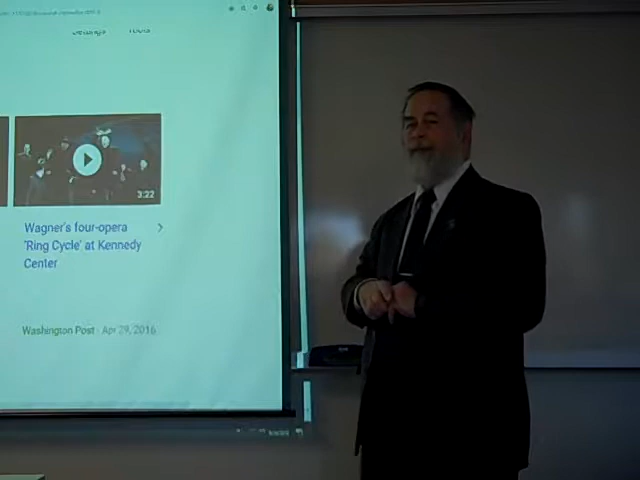 3:22
Wagner's four-opera
'Ring Cycle' at Kennedy
Center
Washington Post · Apr 29, 2016